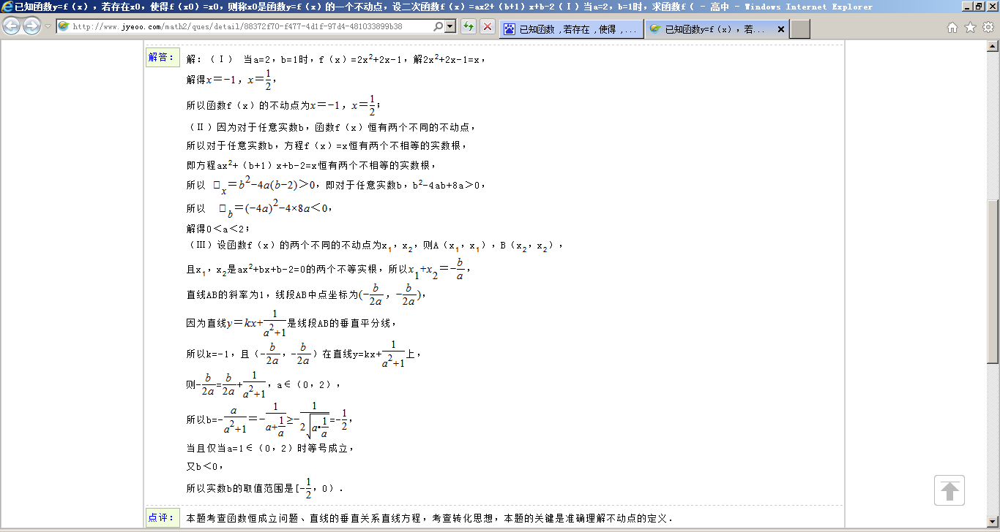 已知函数y=f（x），若存在x0，使得f（x0）=x0，则称x0是函数y=f（x）的一个不动点，设二次函数f（x）=ax2+（b+1）x+b-2（Ⅰ）当a=2，b=1时，求函数f（ - 高中 - Windows Internet Explorer
http://www.jyeoo.com/math2/ques/detail/88372f70-f477-4d1f-97d4-481033899b38
已知函数 ,若存在 ,使得 ,...
已知函数y=f（x），若...
解答：
解：（Ⅰ） 当a=2，b=1时，f（x）=2x²+2x-1，解2x²+2x-1=x，
解得x＝-1，x＝1/2，
所以函数f（x）的不动点为x＝-1，x＝1/2；
（Ⅱ）因为对于任意实数b，函数f（x）恒有两个不同的不动点，
所以对于任意实数b，方程f（x）=x恒有两个不相等的实数根，
即方程ax²+（b+1）x+b-2=x恒有两个不相等的实数根，
所以 □ₓ＝b²-4a(b-2)＞0，即对于任意实数b，b²-4ab+8a＞0，
所以 □_b＝(-4a)²-4×8a＜0，
解得0＜a＜2；
（Ⅲ）设函数f（x）的两个不同的不动点为x₁，x₂，则A（x₁，x₁），B（x₂，x₂），
且x₁，x₂是ax²+bx+b-2=0的两个不等实根，所以x₁+x₂＝-b/a，
直线AB的斜率为1，线段AB中点坐标为(-b/2a，-b/2a)，
因为直线y＝kx+1/(a²+1)是线段AB的垂直平分线，
所以k=-1，且（-b/2a，-b/2a）在直线y=kx+1/(a²+1)上，
则-b/2a=b/2a+1/(a²+1)，a∈（0，2），
所以b=-a/(a²+1)＝-1/(a+1/a)≥-1/(2√(a•1/a))=-1/2，
当且仅当a=1∈（0，2）时等号成立，
又b＜0，
所以实数b的取值范围是[-1/2，0）.
点评：
本题考查函数恒成立问题、直线的垂直关系直线方程，考查转化思想，本题的关键是准确理解不动点的定义．